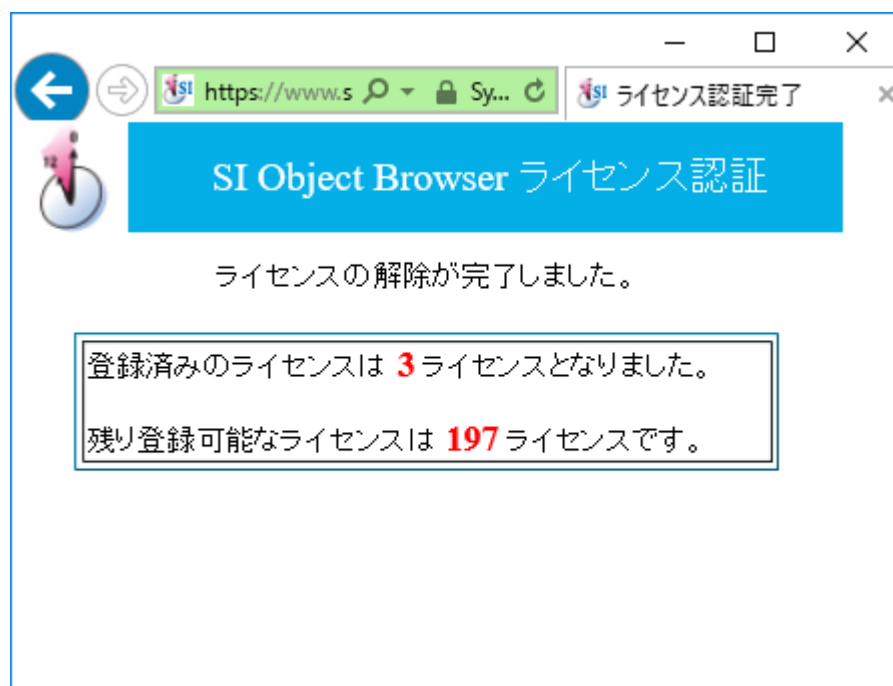 https://www.s
Sy...
SI ライセンス認証完了
0
12
SI Object Browser ライセンス認証
ライセンスの解除が完了しました。
登録済みのライセンスは 3 ライセンスとなりました。
残り登録可能なライセンスは 197 ライセンスです。